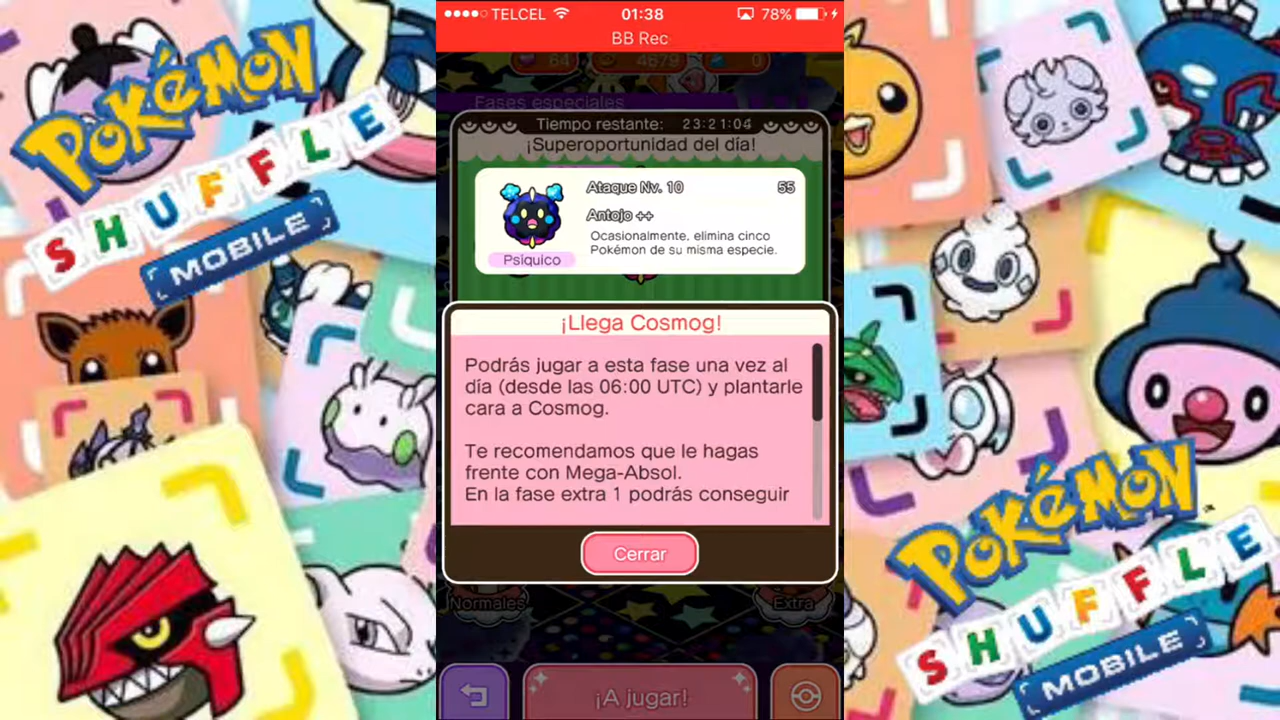 TELCEL 01:38 78%
BB Rec
64 4679 0
Fases especiales
Tiempo restante: 23:21:04
¡Superoportunidad del día!
Ataque Nv. 10 55
Antojo ++
Ocasionalmente, elimina cinco
Pokémon de su misma especie.
Psíquico
¡Llega Cosmog!
Podrás jugar a esta fase una vez al
día (desde las 06:00 UTC) y plantarle
cara a Cosmog.
Te recomendamos que le hagas
frente con Mega-Absol.
En la fase extra 1 podrás conseguir
Cerrar
Normales
Extra
¡A jugar!
POKéMON
SHUFFLE
MOBILE
POKéMON
SHUFFLE
MOBILE